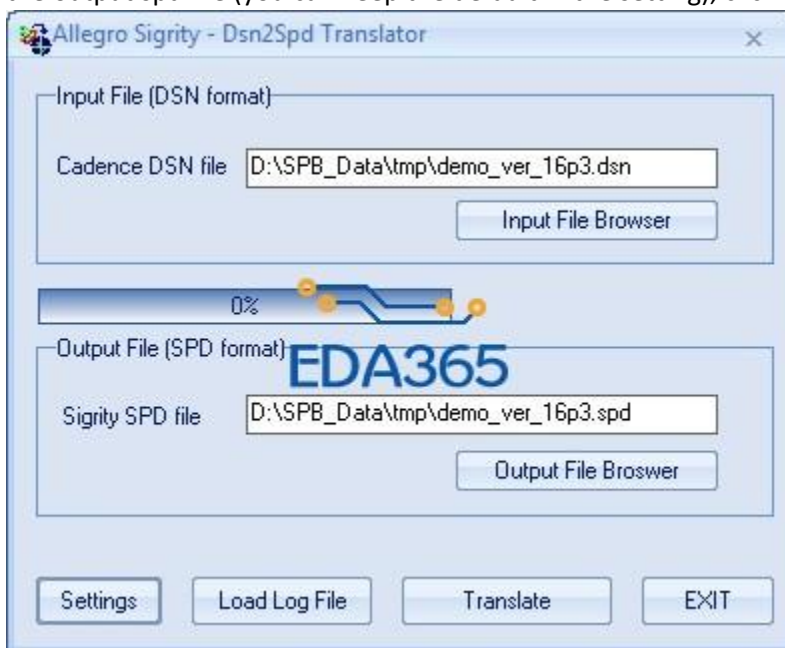 Allegro Sigrity - Dsn2Spd Translator
Input File (DSN format)
Cadence DSN file D:\SPB_Data\tmp\demo_ver_16p3.dsn
Input File Browser
0%
Output File (SPD format)
EDA365
Sigrity SPD file D:\SPB_Data\tmp\demo_ver_16p3.spd
Output File Broswer
Settings Load Log File Translate EXIT